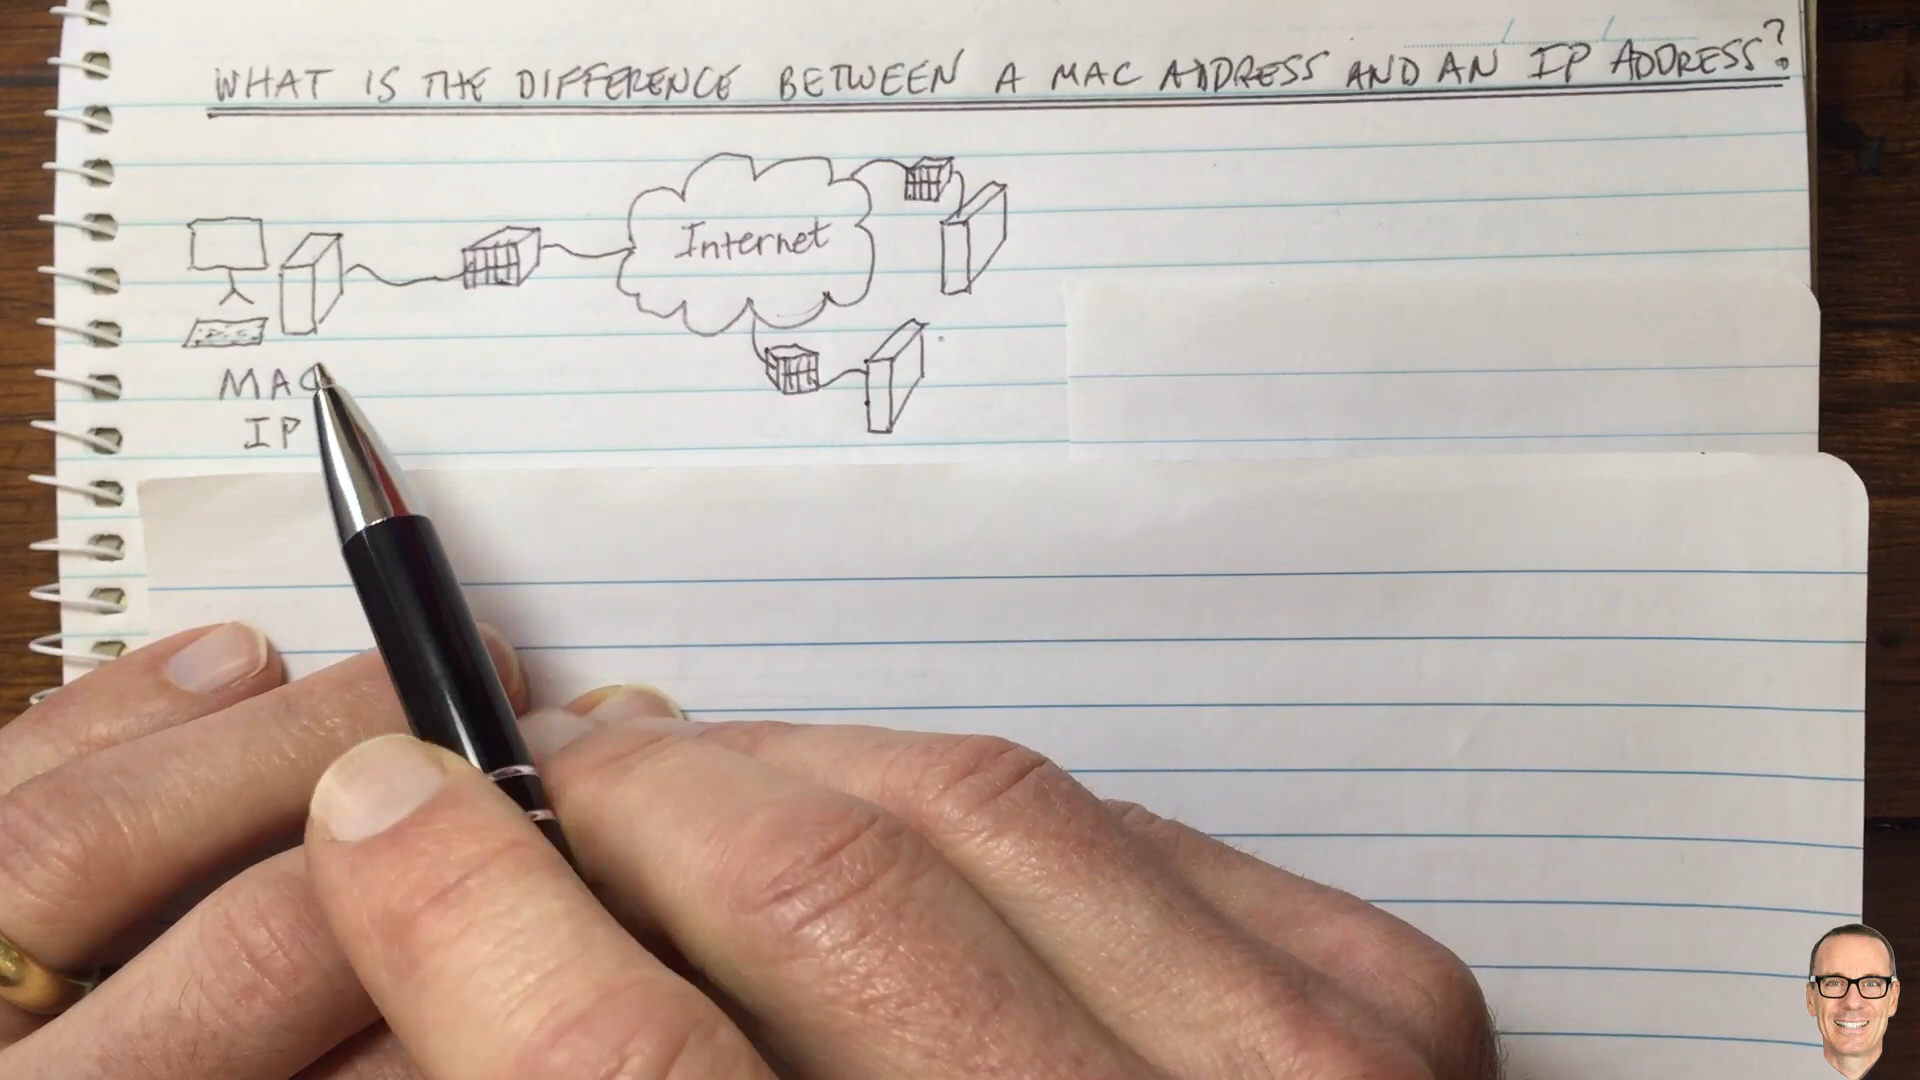 WHAT IS THE DIFFERENCE BETWEEN A MAC ADDRESS AND AN IP ADDRESS?
Internet
MAC
IP